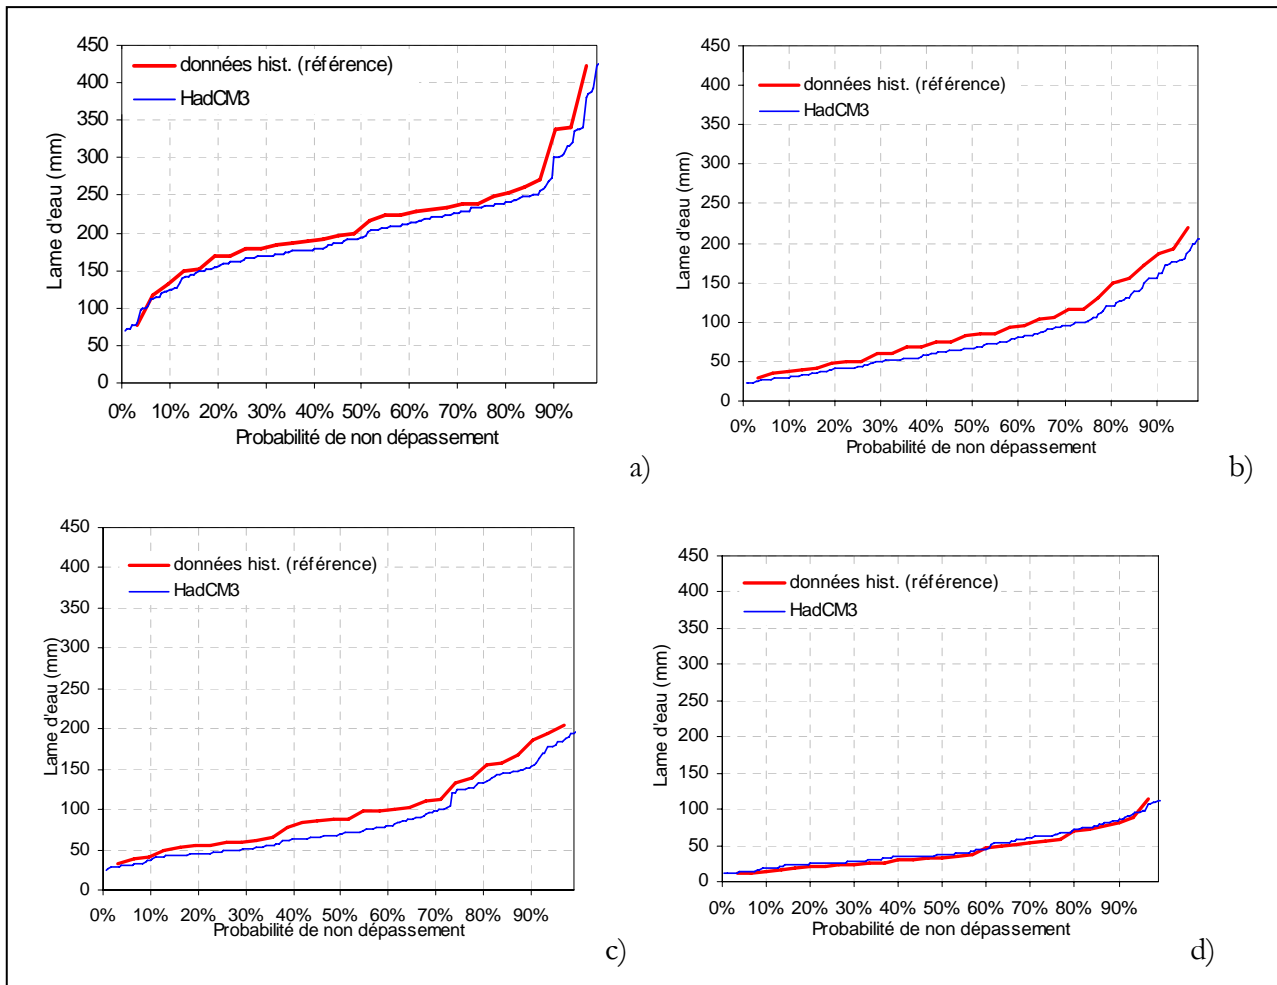 450
400
350
300
250
200
150
100
50
0
Lame d'eau (mm)
données hist. (référence)
HadCM3
0% 10% 20% 30% 40% 50% 60% 70% 80% 90%
Probabilité de non dépassement
a)
450
400
350
300
250
200
150
100
50
0
Lame d'eau (mm)
données hist. (référence)
HadCM3
0% 10% 20% 30% 40% 50% 60% 70% 80% 90%
Probabilité de non dépassement
b)
450
400
350
300
250
200
150
100
50
0
Lame d'eau (mm)
données hist. (référence)
HadCM3
0% 10% 20% 30% 40% 50% 60% 70% 80% 90%
Probabilité de non dépassement
c)
450
400
350
300
250
200
150
100
50
0
Lame d'eau (mm)
données hist. (référence)
HadCM3
0% 10% 20% 30% 40% 50% 60% 70% 80% 90%
Probabilité de non dépassement
d)